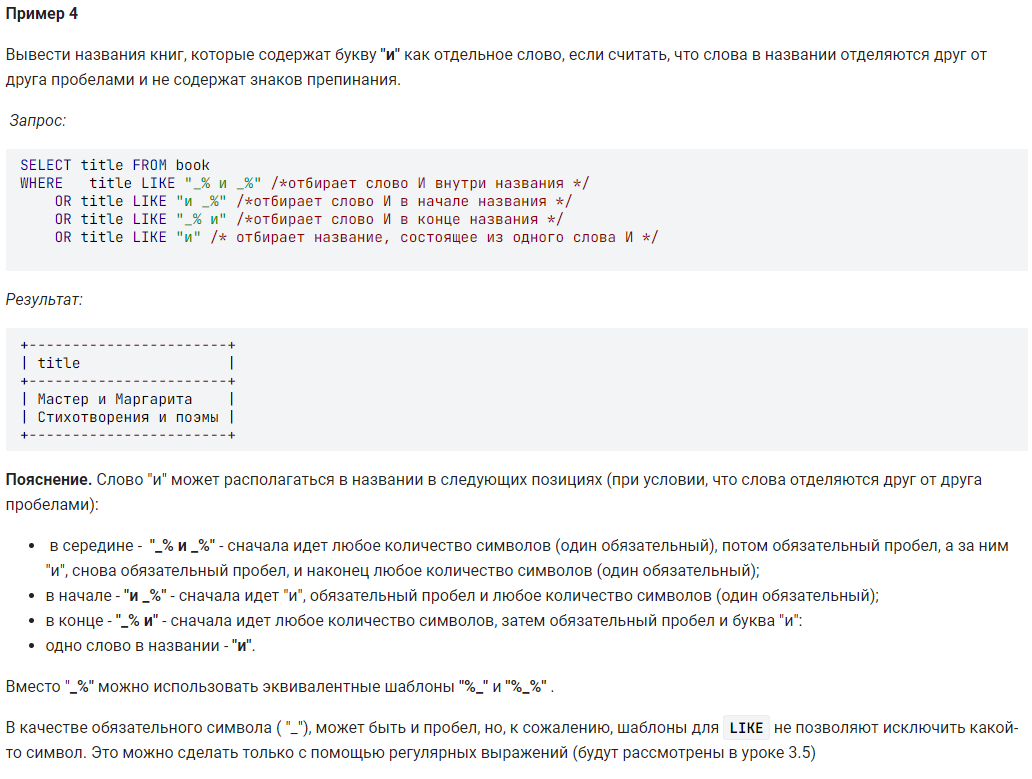 Пример 4
Вывести названия книг, которые содержат букву "и" как отдельное слово, если считать, что слова в названии отделяются друг от
друга пробелами и не содержат знаков препинания.
Запрос:
SELECT title FROM book
WHERE   title LIKE "_% и _%" /*отбирает слово И внутри названия */
    OR title LIKE "и _%" /*отбирает слово И в начале названия */
    OR title LIKE "_% и" /*отбирает слово И в конце названия */
    OR title LIKE "и" /* отбирает название, состоящее из одного слова И */
Результат:
+-----------------------+
| title                 |
+-----------------------+
| Мастер и Маргарита    |
| Стихотворения и поэмы |
+-----------------------+
Пояснение. Слово "и" может располагаться в названии в следующих позициях (при условии, что слова отделяются друг от друга
пробелами):
• в середине - "_% и _%" - сначала идет любое количество символов (один обязательный), потом обязательный пробел, а за ним
"и", снова обязательный пробел, и наконец любое количество символов (один обязательный);
• в начале - "и _%" - сначала идет "и", обязательный пробел и любое количество символов (один обязательный);
• в конце - "_% и" - сначала идет любое количество символов, затем обязательный пробел и буква "и":
• одно слово в названии - "и".
Вместо "_%" можно использовать эквивалентные шаблоны "%_" и "%_%" .
В качестве обязательного символа ( "_"), может быть и пробел, но, к сожалению, шаблоны для LIKE не позволяют исключить какой-
то символ. Это можно сделать только с помощью регулярных выражений (будут рассмотрены в уроке 3.5)